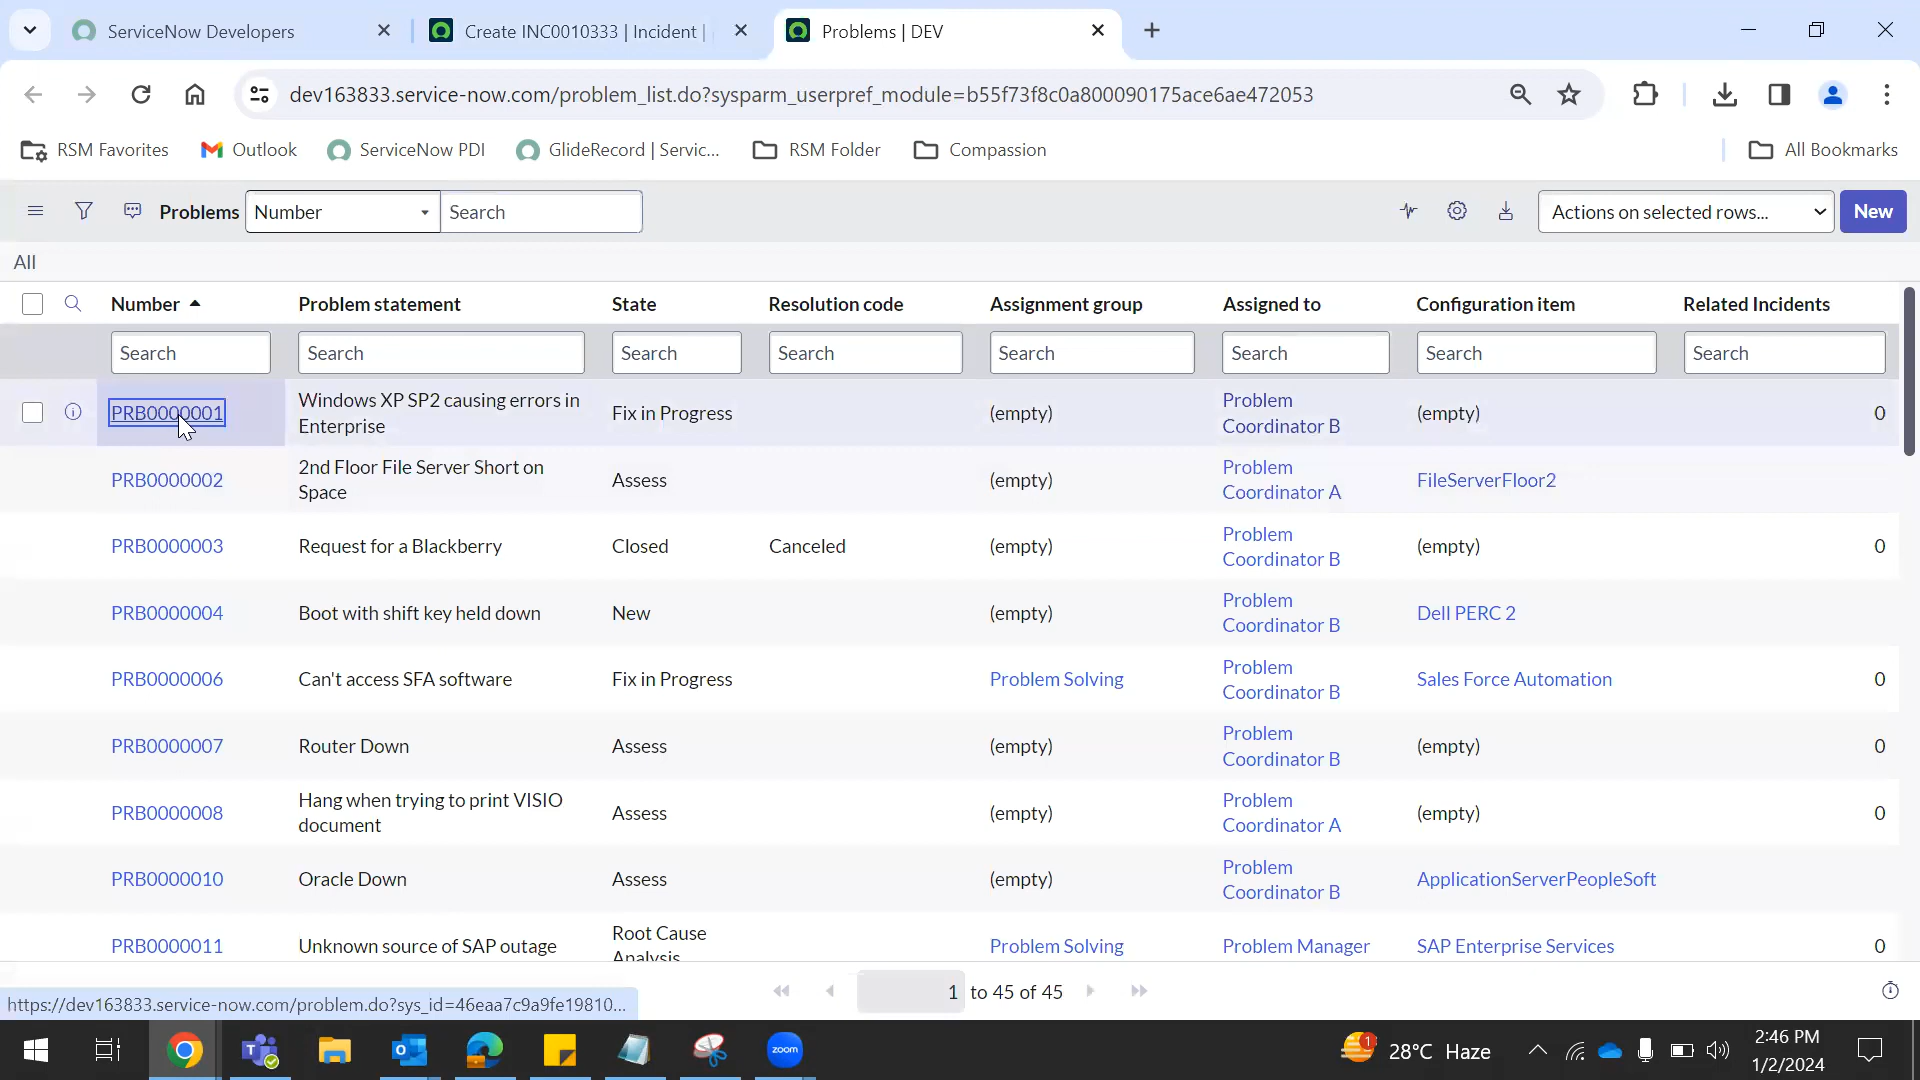 ServiceNow Developers
Create INC0010333 | Incident |
Problems | DEV
dev163833.service-now.com/problem_list.do?sysparm_userpref_module=b55f73f8c0a800090175ace6ae472053
RSM Favorites
Outlook
ServiceNow PDI
GlideRecord | Servic...
RSM Folder
Compassion
All Bookmarks
Problems
Number
Search
Actions on selected rows...
New
All
Number Problem statement State Resolution code Assignment group Assigned to Configuration item Related Incidents
Search Search Search Search Search Search Search Search
PRB0000001
Windows XP SP2 causing errors in
Enterprise
Fix in Progress
(empty)
Problem
Coordinator B
(empty)
0
PRB0000002
2nd Floor File Server Short on
Space
Assess
(empty)
Problem
Coordinator A
FileServerFloor2
PRB0000003
Request for a Blackberry
Closed
Canceled
(empty)
Problem
Coordinator B
(empty)
0
PRB0000004
Boot with shift key held down
New
(empty)
Problem
Coordinator B
Dell PERC 2
PRB0000006
Can't access SFA software
Fix in Progress
Problem Solving
Problem
Coordinator B
Sales Force Automation
0
PRB0000007
Router Down
Assess
(empty)
Problem
Coordinator B
(empty)
0
PRB0000008
Hang when trying to print VISIO
document
Assess
(empty)
Problem
Coordinator A
(empty)
0
PRB0000010
Oracle Down
Assess
(empty)
Problem
Coordinator B
ApplicationServerPeopleSoft
PRB0000011
Unknown source of SAP outage
Root Cause
Analysis
Problem Solving
Problem Manager
SAP Enterprise Services
0
1 to 45 of 45
https://dev163833.service-now.com/problem.do?sys_id=46eaa7c9a9fe19810...
zoom
1
28°C Haze
2:46 PM
1/2/2024